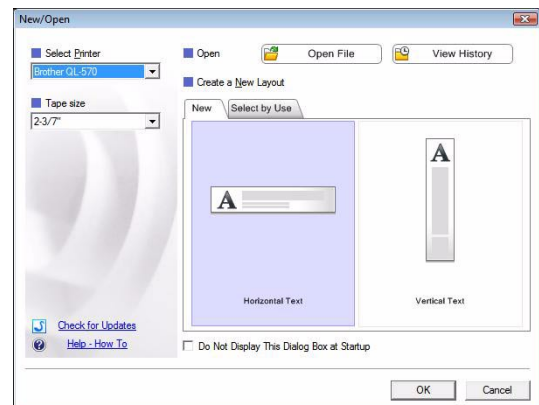 New/Open
Select Printer
Brother QL-570
Tape size
2-3/7"
Check for Updates
Help - How To
Open
Open File
View History
Create a New Layout
New
Select by Use
A
A
Horizontal Text
Vertical Text
Do Not Display This Dialog Box at Startup
OK
Cancel